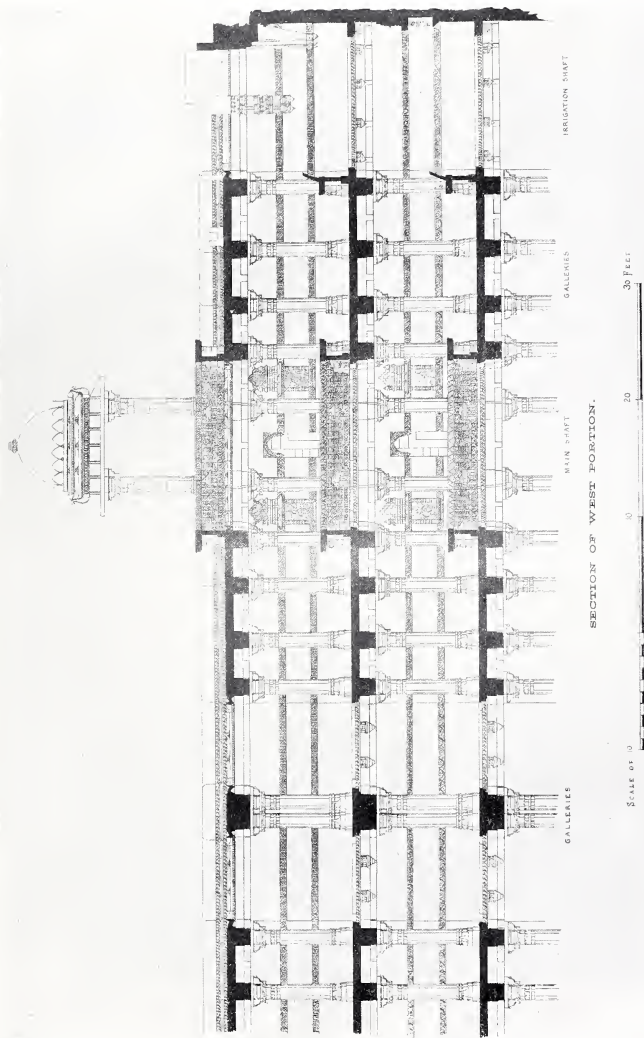 GALLERIES
MAIN SHAFT
GALLERIES
IRRIGATION SHAFT
SECTION OF WEST PORTION.
SCALE OF 10
10
20
30 FEET